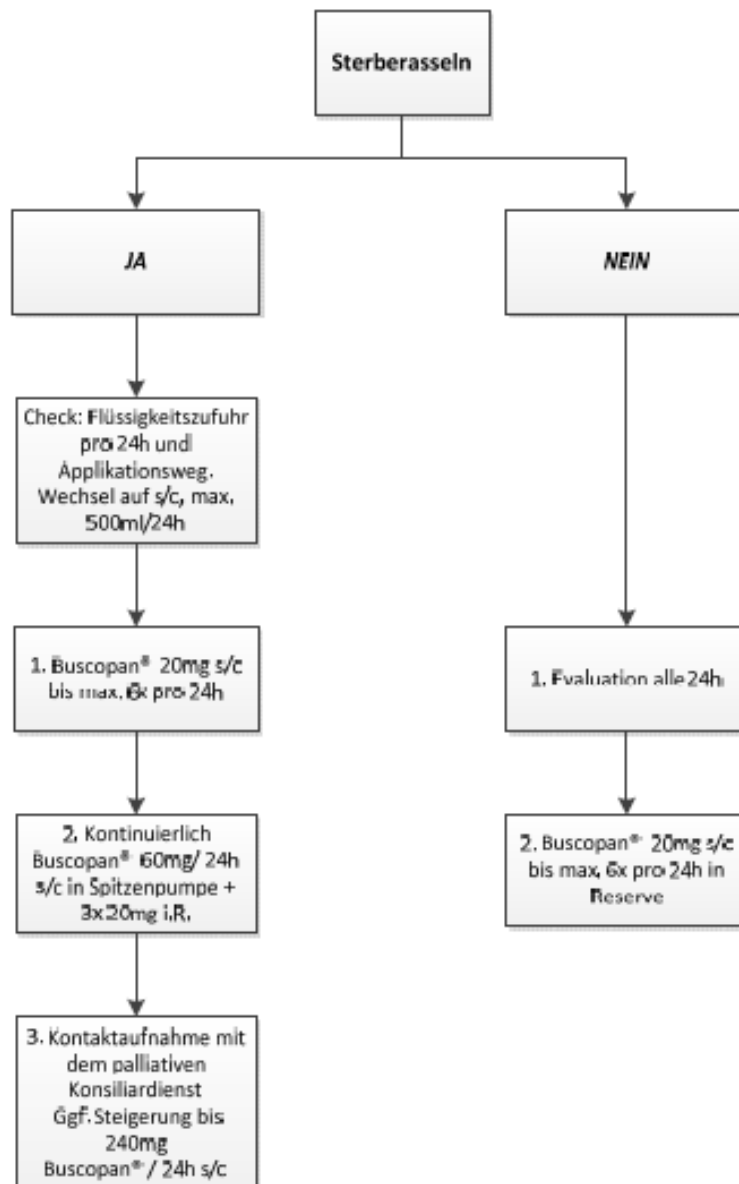 Sterberasseln
JA
NEIN
Check: Flüssigkeitszufuhr
pro 24h und
Applikationsweg.
Wechsel auf s/c, max.
500ml/24h
1. Buscopan® 20mg s/c
bis max. 6x pro 24h
1. Evaluation alle 24h
2. Kontinuierlich
Buscopan® 60mg/ 24h
s/c in Spitzenpumpe +
3x 20mg i.R.
2. Buscopan® 20mg s/c
bis max. 6x pro 24h in
Reserve
3. Kontaktaufnahme mit
dem palliativen
Konsiliardienst
Ggf. Steigerung bis
240mg
Buscopan® / 24h s/c